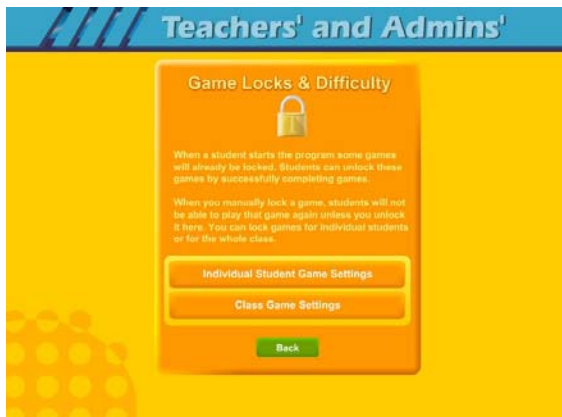 Teachers' and Admins'
Game Locks & Difficulty
When a student starts the program some games
will already be locked. Students can unlock these
games by successfully completing games.
When you manually lock a game, students will not
be able to play that game again unless you unlock
it here. You can lock games for individual students
or for the whole class.
Individual Student Game Settings
Class Game Settings
Back